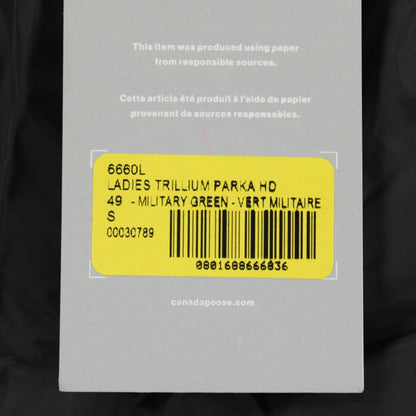 This item was produced using paper
from responsible sources.
Cette article été produit à l'aide de papier
provenant de sources responsables.
6660L
LADIES TRILLIUM PARKA HD
49 - MILITARY GREEN - VERT MILITAIRE
S
00030789
0801688666836
canadagoose.com